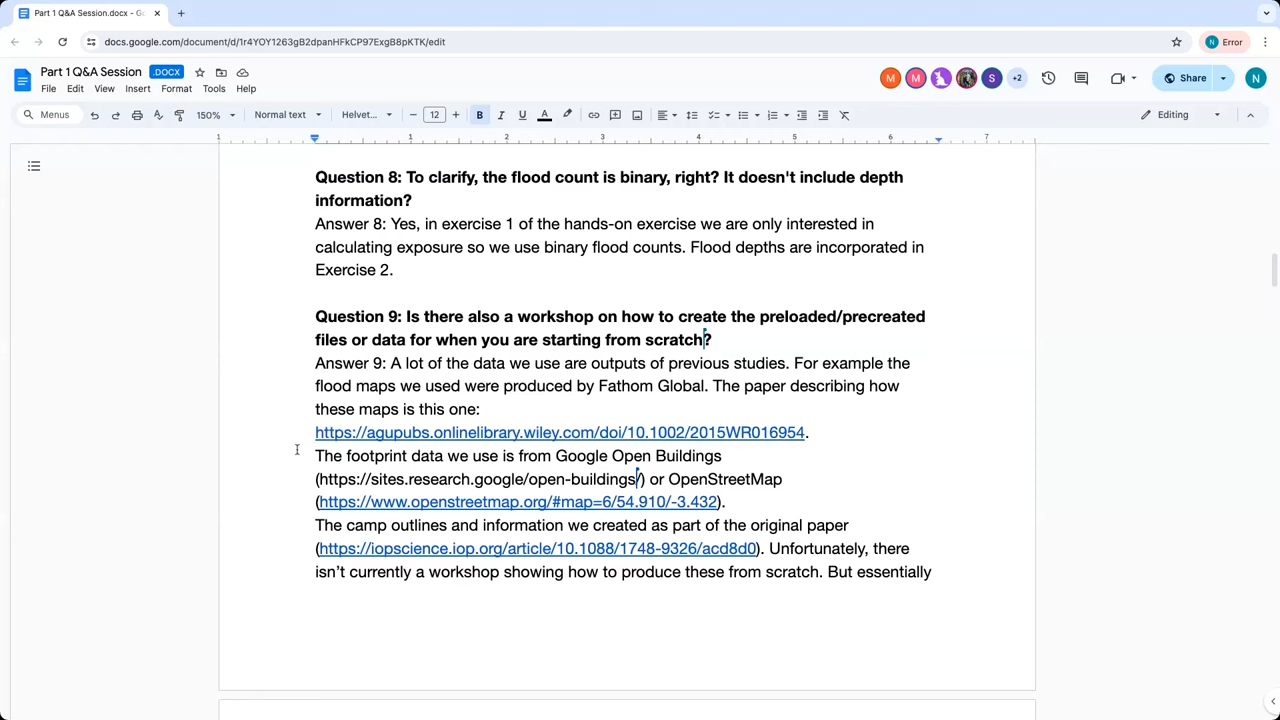 Part 1 Q&A Session.docx - Go
docs.google.com/document/d/1r4YOY1263gB2dpanHFkCP97ExgB8pKTK/edit
N Error
Part 1 Q&A Session .DOCX
M M S +2 Share N
File Edit View Insert Format Tools Help
Menus 150% Normal text Helvet... 12 B I U A Editing
1 1 2 3 4 5 6 7
Question 8: To clarify, the flood count is binary, right? It doesn't include depth
information?
Answer 8: Yes, in exercise 1 of the hands-on exercise we are only interested in
calculating exposure so we use binary flood counts. Flood depths are incorporated in
Exercise 2.
Question 9: Is there also a workshop on how to create the preloaded/precreated
files or data for when you are starting from scratch?
Answer 9: A lot of the data we use are outputs of previous studies. For example the
flood maps we used were produced by Fathom Global. The paper describing how
these maps is this one:
https://agupubs.onlinelibrary.wiley.com/doi/10.1002/2015WR016954.
The footprint data we use is from Google Open Buildings
(https://sites.research.google/open-buildings/) or OpenStreetMap
(https://www.openstreetmap.org/#map=6/54.910/-3.432).
The camp outlines and information we created as part of the original paper
(https://iopscience.iop.org/article/10.1088/1748-9326/acd8d0). Unfortunately, there
isn't currently a workshop showing how to produce these from scratch. But essentially